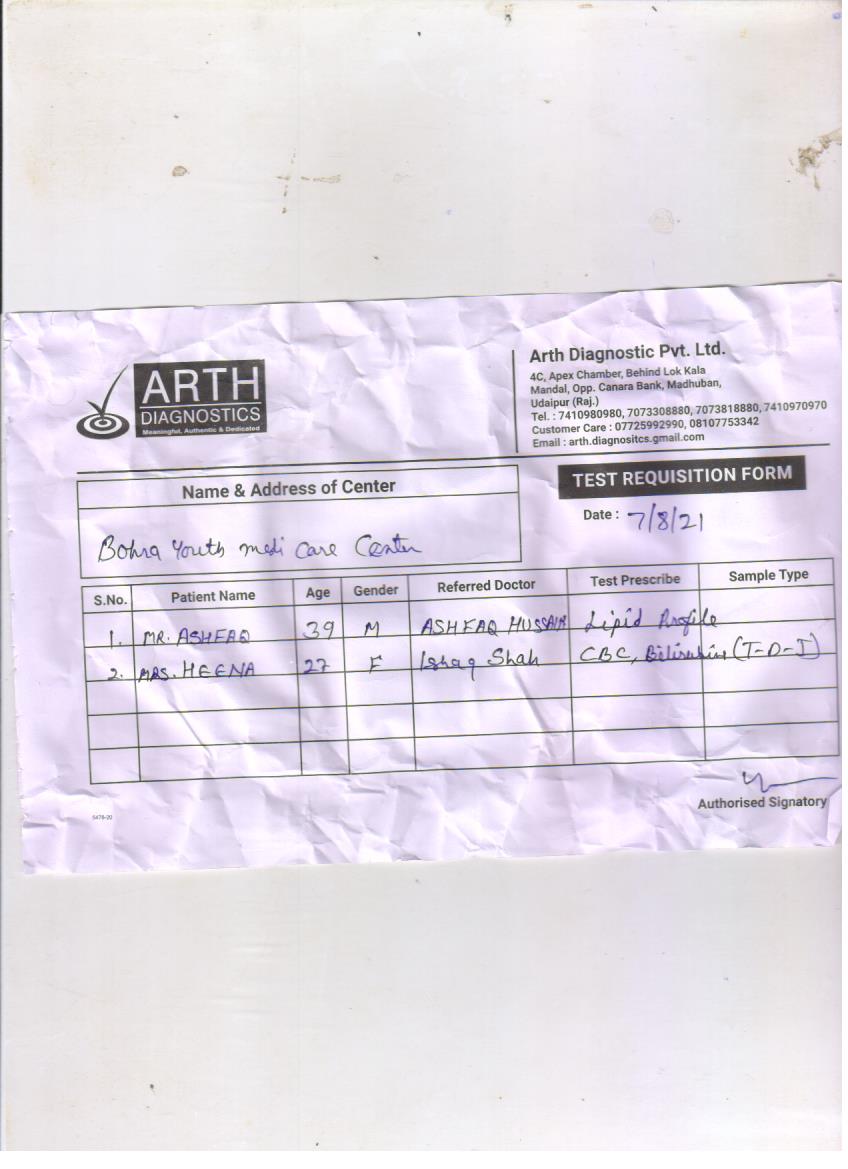 ARTH
DIAGNOSTICS
Meaningful, Authentic & Dedicated
Arth Diagnostic Pvt. Ltd.
4C, Apex Chamber, Behind Lok Kala
Mandal, Opp. Canara Bank, Madhuban,
Udaipur (Raj.)
Tel. : 7410980980, 7073308880, 7073818880, 7410970970
Customer Care : 07725992990, 08107753342
Email : arth.diagnositcs.gmail.com
Name & Address of Center
Bohra Youth medi care Center
TEST REQUISITION FORM
Date : 7/8/21
S.No. Patient Name Age Gender Referred Doctor Test Prescribe Sample Type
1. MR. ASHFAQ 39 M ASHFAQ HUSSAIN Lipid Profile
2. MRS. HEENA 27 F Ishaq Shah CBC, Bilirubin (T-D-I)
Authorised Signatory
5478-20